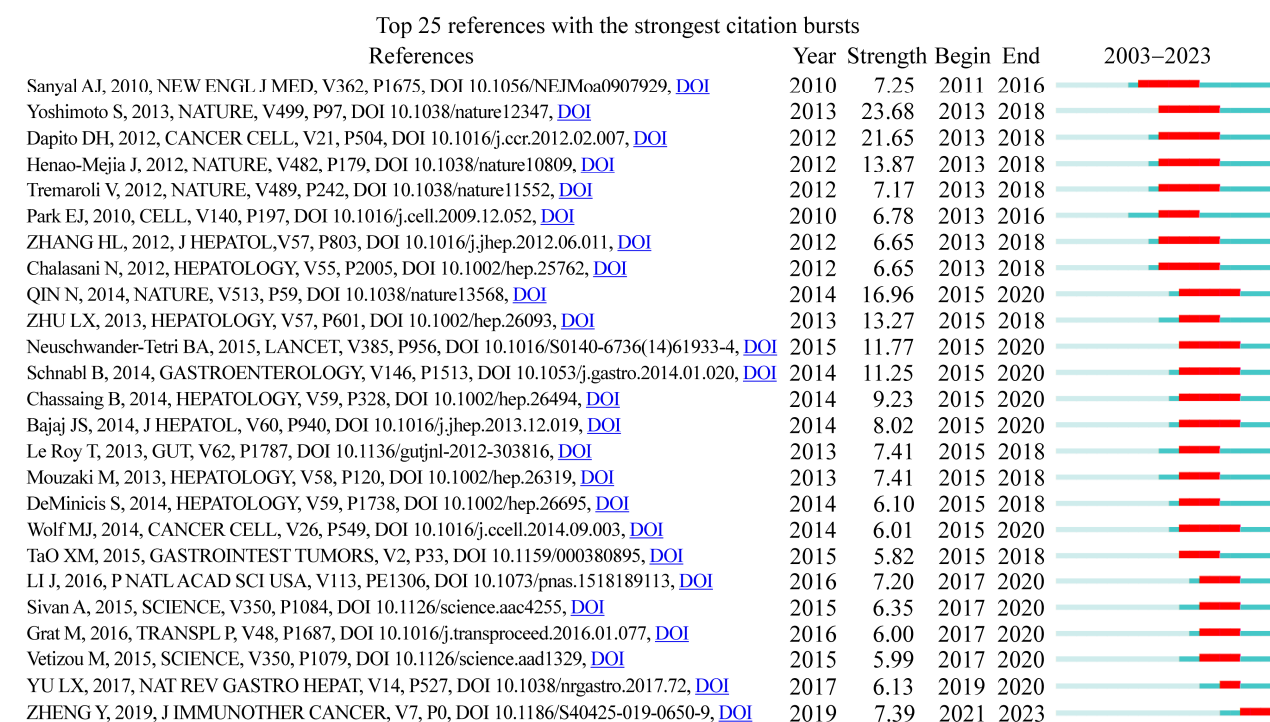 Top 25 references with the strongest citation bursts
References Year Strength Begin End 2003–2023
Sanyal AJ, 2010, NEW ENGL J MED, V362, P1675, DOI 10.1056/NEJMoa0907929, DOI 2010 7.25 2011 2016
Yoshimoto S, 2013, NATURE, V499, P97, DOI 10.1038/nature12347, DOI 2013 23.68 2013 2018
Dapito DH, 2012, CANCER CELL, V21, P504, DOI 10.1016/j.ccr.2012.02.007, DOI 2012 21.65 2013 2018
Henao-Mejia J, 2012, NATURE, V482, P179, DOI 10.1038/nature10809, DOI 2012 13.87 2013 2018
Tremaroli V, 2012, NATURE, V489, P242, DOI 10.1038/nature11552, DOI 2012 7.17 2013 2018
Park EJ, 2010, CELL, V140, P197, DOI 10.1016/j.cell.2009.12.052, DOI 2010 6.78 2013 2016
ZHANG HL, 2012, J HEPATOL,V57, P803, DOI 10.1016/j.jhep.2012.06.011, DOI 2012 6.65 2013 2018
Chalasani N, 2012, HEPATOLOGY, V55, P2005, DOI 10.1002/hep.25762, DOI 2012 6.65 2013 2018
QIN N, 2014, NATURE, V513, P59, DOI 10.1038/nature13568, DOI 2014 16.96 2015 2020
ZHU LX, 2013, HEPATOLOGY, V57, P601, DOI 10.1002/hep.26093, DOI 2013 13.27 2015 2018
Neuschwander-Tetri BA, 2015, LANCET, V385, P956, DOI 10.1016/S0140-6736(14)61933-4, DOI 2015 11.77 2015 2020
Schnabl B, 2014, GASTROENTEROLOGY, V146, P1513, DOI 10.1053/j.gastro.2014.01.020, DOI 2014 11.25 2015 2020
Chassaing B, 2014, HEPATOLOGY, V59, P328, DOI 10.1002/hep.26494, DOI 2014 9.23 2015 2020
Bajaj JS, 2014, J HEPATOL, V60, P940, DOI 10.1016/j.jhep.2013.12.019, DOI 2014 8.02 2015 2020
Le Roy T, 2013, GUT, V62, P1787, DOI 10.1136/gutjnl-2012-303816, DOI 2013 7.41 2015 2018
Mouzaki M, 2013, HEPATOLOGY, V58, P120, DOI 10.1002/hep.26319, DOI 2013 7.41 2015 2018
DeMinicis S, 2014, HEPATOLOGY, V59, P1738, DOI 10.1002/hep.26695, DOI 2014 6.10 2015 2018
Wolf MJ, 2014, CANCER CELL, V26, P549, DOI 10.1016/j.ccell.2014.09.003, DOI 2014 6.01 2015 2020
TaO XM, 2015, GASTROINTEST TUMORS, V2, P33, DOI 10.1159/000380895, DOI 2015 5.82 2015 2018
LI J, 2016, P NATL ACAD SCI USA, V113, PE1306, DOI 10.1073/pnas.1518189113, DOI 2016 7.20 2017 2020
Sivan A, 2015, SCIENCE, V350, P1084, DOI 10.1126/science.aac4255, DOI 2015 6.35 2017 2020
Grat M, 2016, TRANSPL P, V48, P1687, DOI 10.1016/j.transproceed.2016.01.077, DOI 2016 6.00 2017 2020
Vetizou M, 2015, SCIENCE, V350, P1079, DOI 10.1126/science.aad1329, DOI 2015 5.99 2017 2020
YU LX, 2017, NAT REV GASTRO HEPAT, V14, P527, DOI 10.1038/nrgastro.2017.72, DOI 2017 6.13 2019 2020
ZHENG Y, 2019, J IMMUNOTHER CANCER, V7, P0, DOI 10.1186/S40425-019-0650-9, DOI 2019 7.39 2021 2023